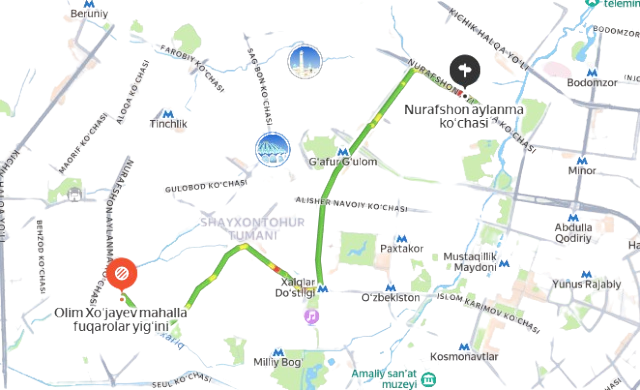 telemin
Beruniy
KICHIK HALQA YO'LI
BODOMZOR
FAROBIY KO'CHASI
SAG'BON KO'CHASI
NURAFSHON
A KO'CHASI
ALOQA KO'CHASI
Bodomzor
Nurafshon aylanma
ko'chasi
Tinchlik
MAORIF KO'CHASI
G'afur G'ulom
Minor
GULOBOD KO'CHASI
NURAFSHON AYLANMA KO'CHASI
ALISHER NAVOIY KO'CHASI
KICHIK HALQA YO'LI
BEHZOD KO'CHASI
SHAYXONTOHUR
TUMANI
Abdulla
Qodiriy
Paxtakor
Mustaqillik
Maydoni
Xalqlar
Do'stligi
O'zbekiston
Yunus Rajabiy
ISLOM KARIMOV KO'CHASI
Olim Xo'jayev mahalla
fuqarolar yig'ini
Milliy Bog'
Kosmonavtlar
SEUL KO'CHASI
Amaliy san'at
muzeyi